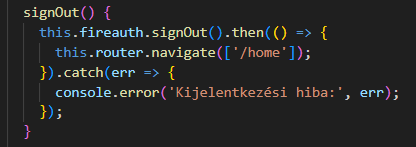 signOut() {
this.fireauth.signOut().then(() => {
this.router.navigate(['/home']);
}).catch(err => {
console.error('Kijelentkezési hiba:', err);
});
}